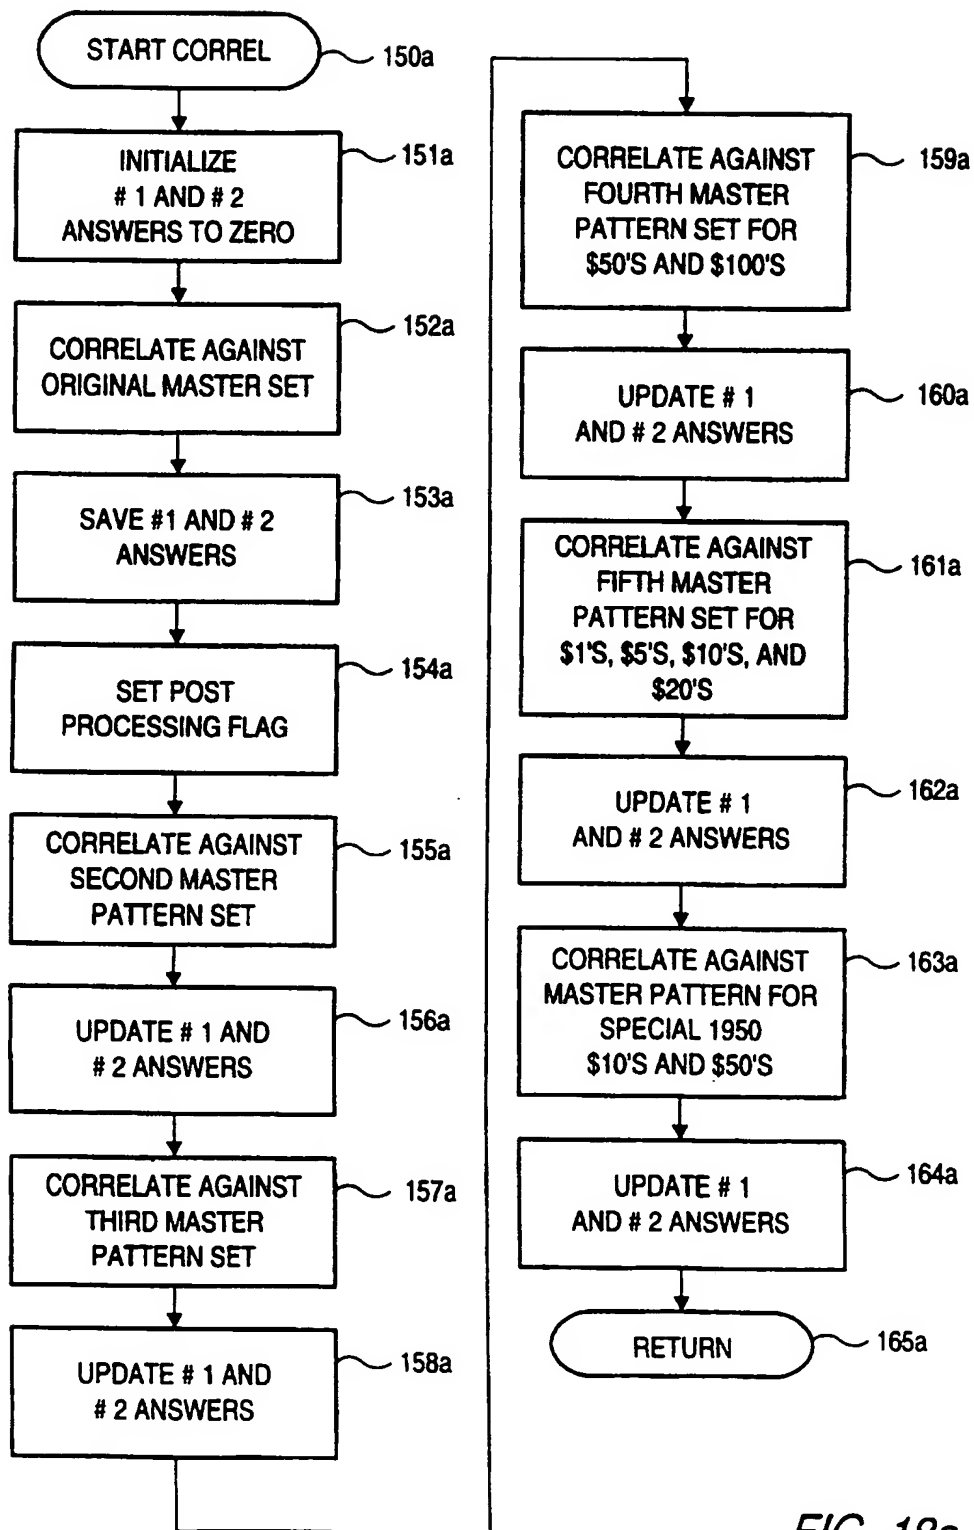 START CORREL
150a
INITIALIZE
# 1 AND # 2
ANSWERS TO ZERO
151a
CORRELATE AGAINST
ORIGINAL MASTER SET
152a
SAVE #1 AND # 2
ANSWERS
153a
SET POST
PROCESSING FLAG
154a
CORRELATE AGAINST
SECOND MASTER
PATTERN SET
155a
UPDATE # 1 AND
# 2 ANSWERS
156a
CORRELATE AGAINST
THIRD MASTER
PATTERN SET
157a
UPDATE # 1 AND
# 2 ANSWERS
158a
CORRELATE AGAINST
FOURTH MASTER
PATTERN SET FOR
$50'S AND $100'S
159a
UPDATE # 1
AND # 2 ANSWERS
160a
CORRELATE AGAINST
FIFTH MASTER
PATTERN SET FOR
$1'S, $5'S, $10'S, AND
$20'S
161a
UPDATE # 1
AND # 2 ANSWERS
162a
CORRELATE AGAINST
MASTER PATTERN FOR
SPECIAL 1950
$10'S AND $50'S
163a
UPDATE # 1
AND # 2 ANSWERS
164a
RETURN
165a
FIG. 18a